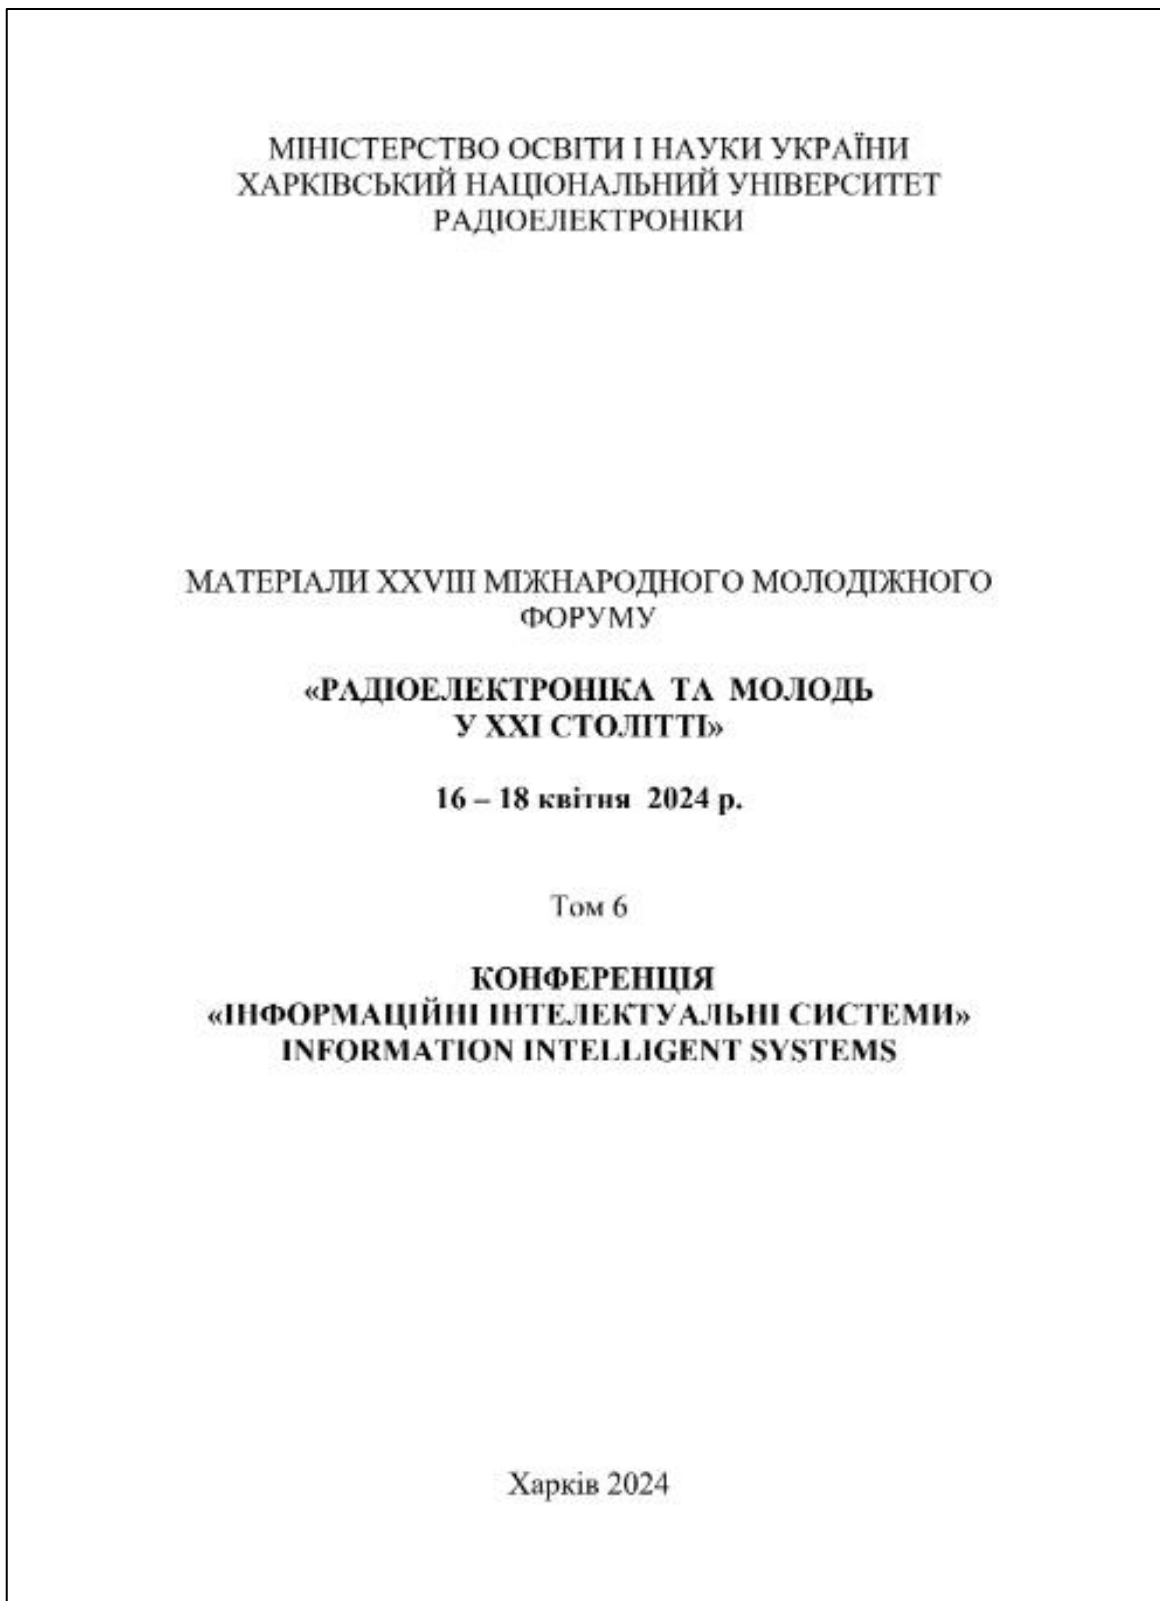 МІНІСТЕРСТВО ОСВІТИ І НАУКИ УКРАЇНИ
ХАРКІВСЬКИЙ НАЦІОНАЛЬНИЙ УНІВЕРСИТЕТ
РАДІОЕЛЕКТРОНІКИ
МАТЕРІАЛИ XXVIII МІЖНАРОДНОГО МОЛОДІЖНОГО
ФОРУМУ
«РАДІОЕЛЕКТРОНІКА ТА МОЛОДЬ
У XXI СТОЛІТТІ»
16 – 18 квітня 2024 р.
Том 6
КОНФЕРЕНЦІЯ
«ІНФОРМАЦІЙНІ ІНТЕЛЕКТУАЛЬНІ СИСТЕМИ»
INFORMATION INTELLIGENT SYSTEMS
Харків 2024